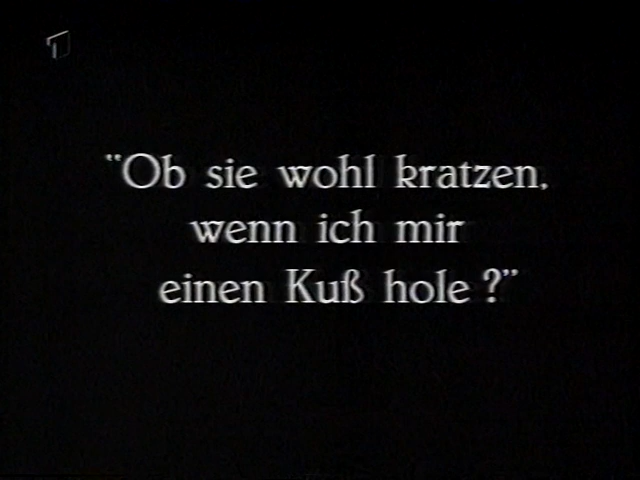 "Ob sie wohl kratzen,
wenn ich mir
einen Kuß hole?"